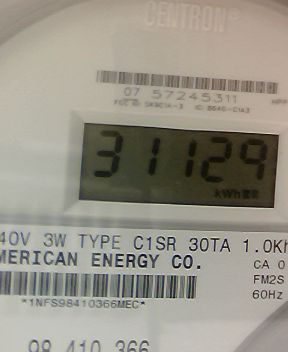 CENTRON®
07 57245311
31129
kWh
40V 3W TYPE C1SR 30TA 1.0Kh
MERICAN ENERGY CO.
CA 0
FM2S
*1NFS98410366MEC*
60Hz
98 410 366